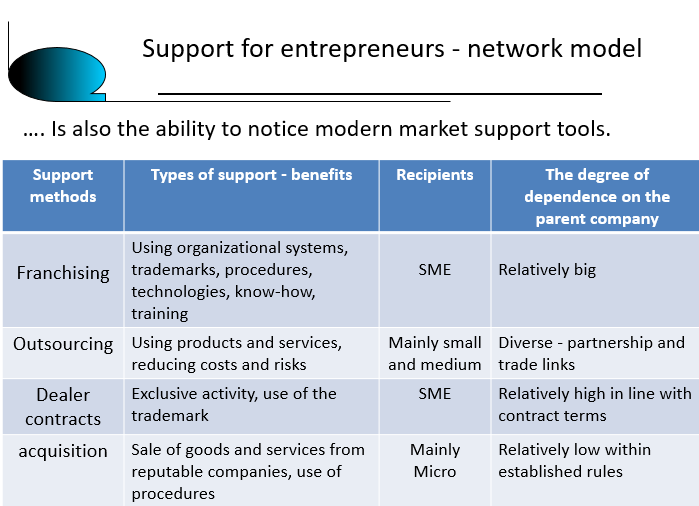 Support for entrepreneurs - network model
.... Is also the ability to notice modern market support tools.
Support
methods
Types of support - benefits
Recipients
The degree of
dependence on the
parent company
Franchising
Using organizational systems,
trademarks, procedures,
technologies, know-how,
training
SME
Relatively big
Outsourcing
Using products and services,
reducing costs and risks
Mainly small
and medium
Diverse - partnership and
trade links
Dealer
contracts
Exclusive activity, use of the
trademark
SME
Relatively high in line with
contract terms
acquisition
Sale of goods and services from
reputable companies, use of
procedures
Mainly
Micro
Relatively low within
established rules